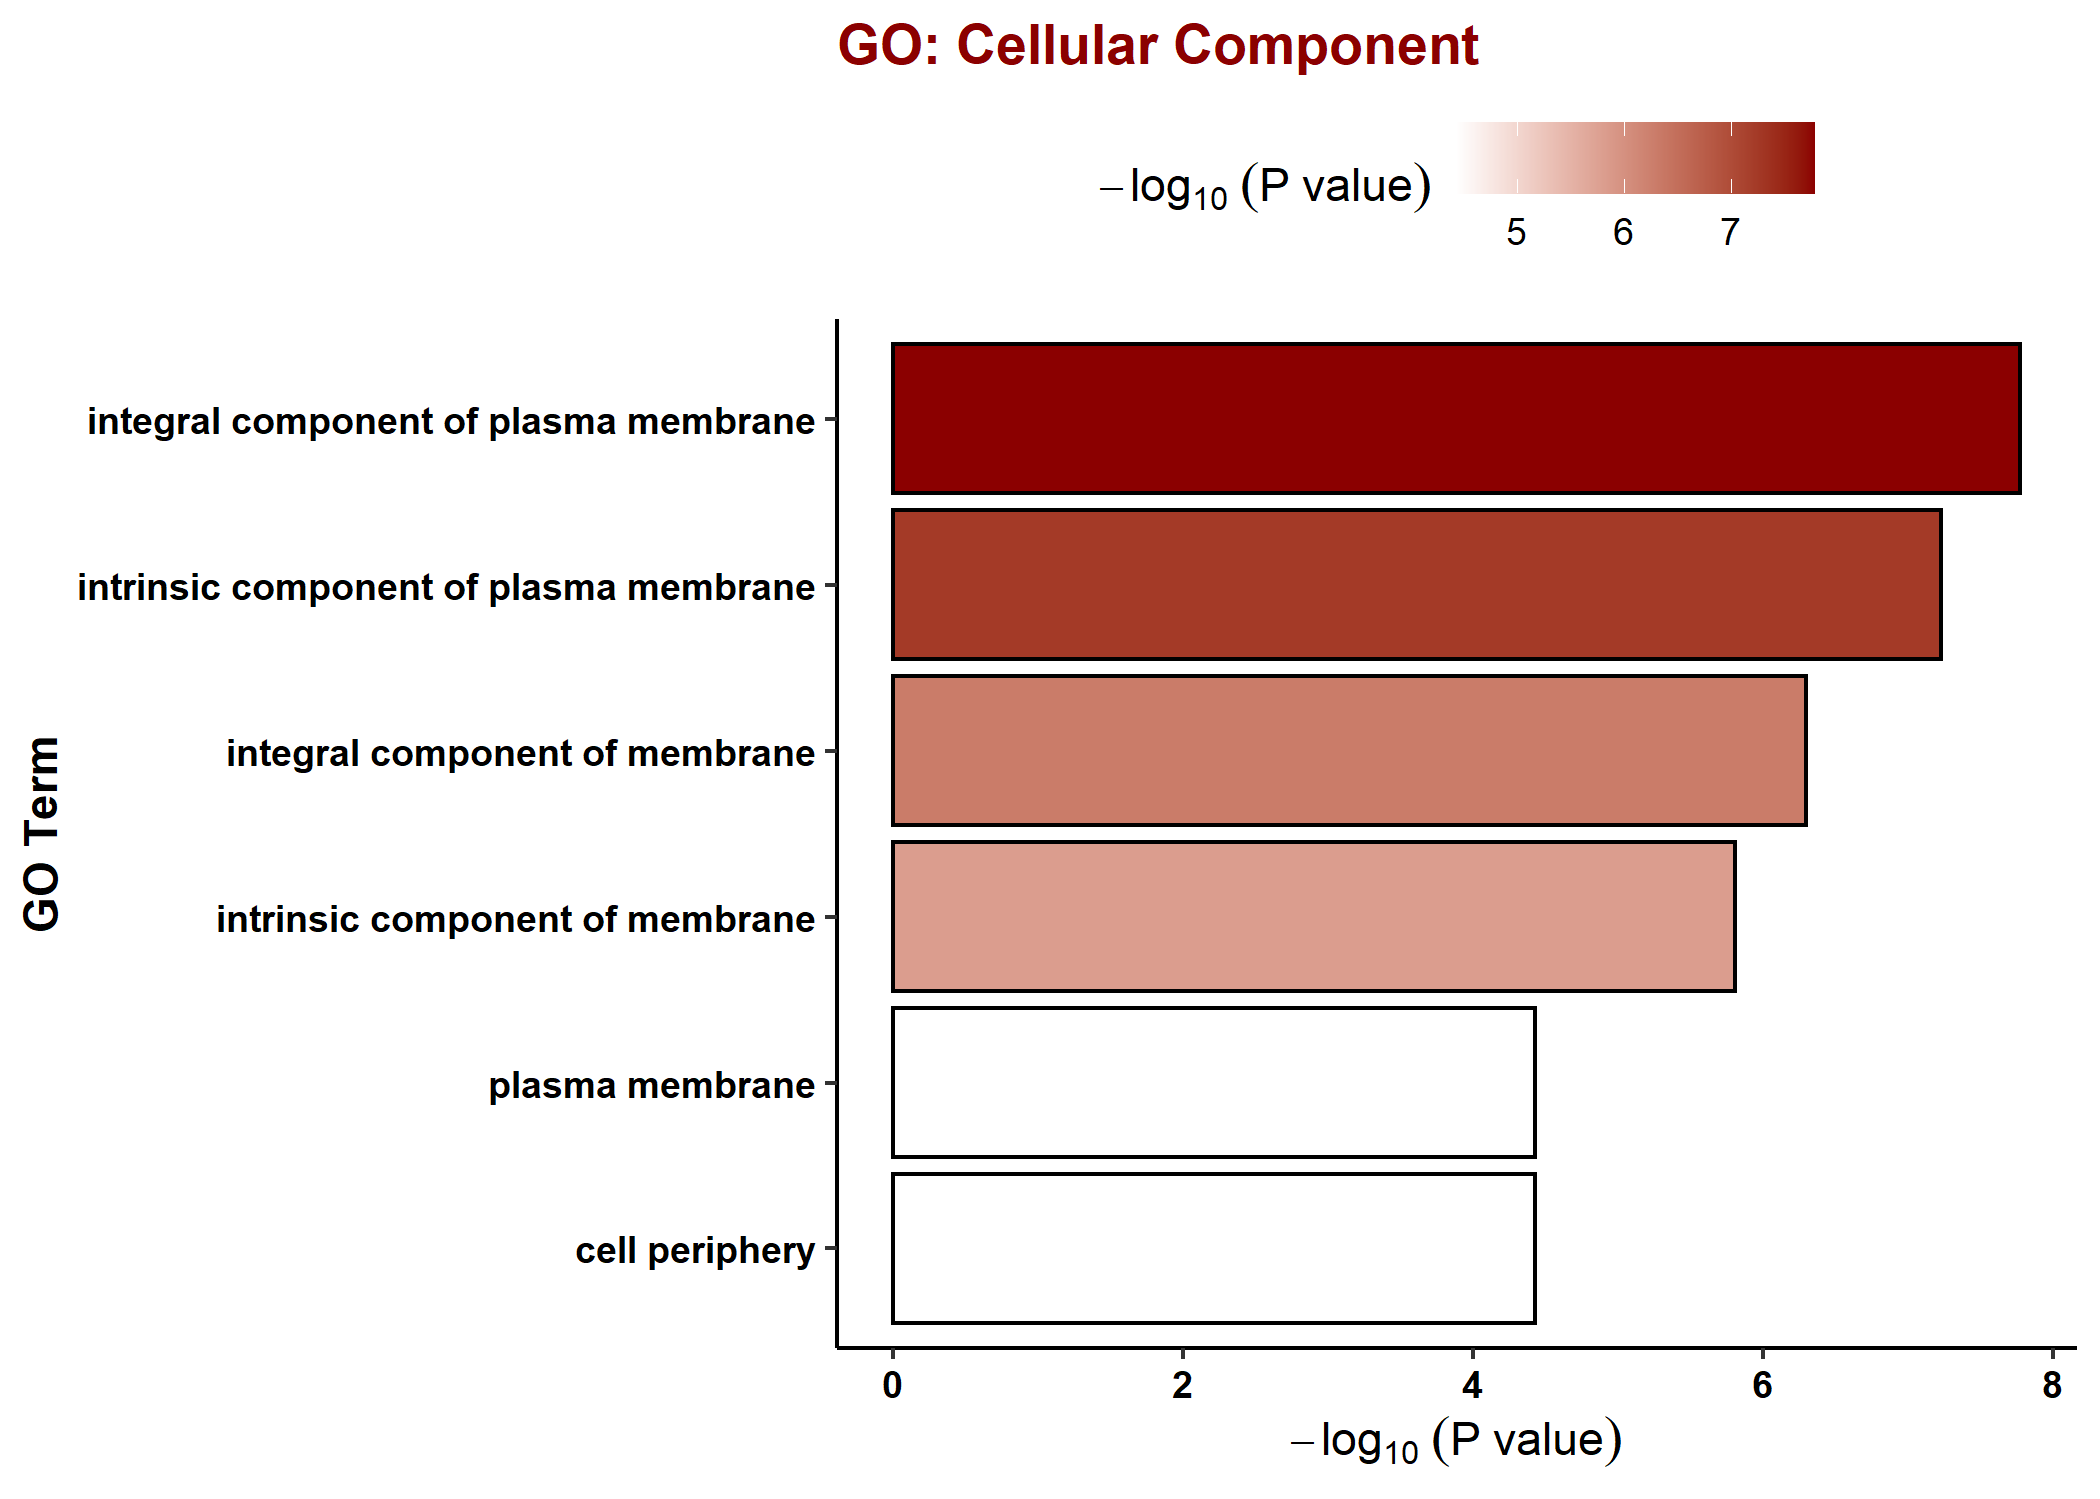 GO: Cellular Component
−log10 (P value)
5 6 7
integral component of plasma membrane
intrinsic component of plasma membrane
integral component of membrane
intrinsic component of membrane
plasma membrane
cell periphery
GO Term
0 2 4 6 8
−log10 (P value)